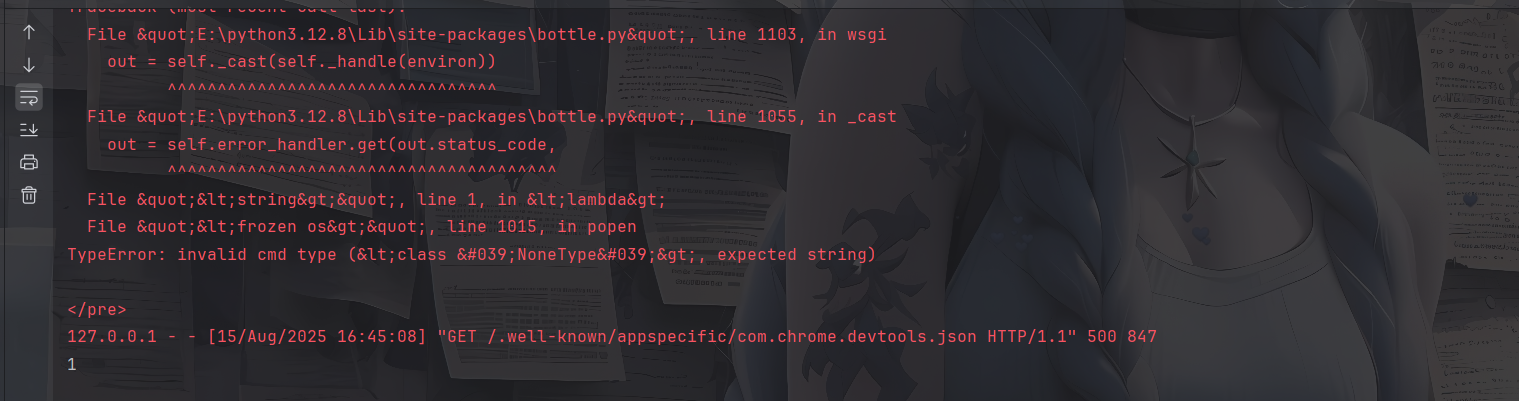 Traceback (most recent call last):
  File &quot;E:\python3.12.8\Lib\site-packages\bottle.py&quot;, line 1103, in wsgi
    out = self._cast(self._handle(environ))
          ^^^^^^^^^^^^^^^^^^^^^^^^^^^^^^^^^
  File &quot;E:\python3.12.8\Lib\site-packages\bottle.py&quot;, line 1055, in _cast
    out = self.error_handler.get(out.status_code,
          ^^^^^^^^^^^^^^^^^^^^^^^^^^^^^^^^^^^^^^^
  File &quot;&lt;string&gt;&quot;, line 1, in &lt;lambda&gt;
  File &quot;&lt;frozen os&gt;&quot;, line 1015, in popen
TypeError: invalid cmd type (&lt;class &#039;NoneType&#039;&gt;, expected string)
</pre>
127.0.0.1 - - [15/Aug/2025 16:45:08] "GET /.well-known/appspecific/com.chrome.devtools.json HTTP/1.1" 500 847
1